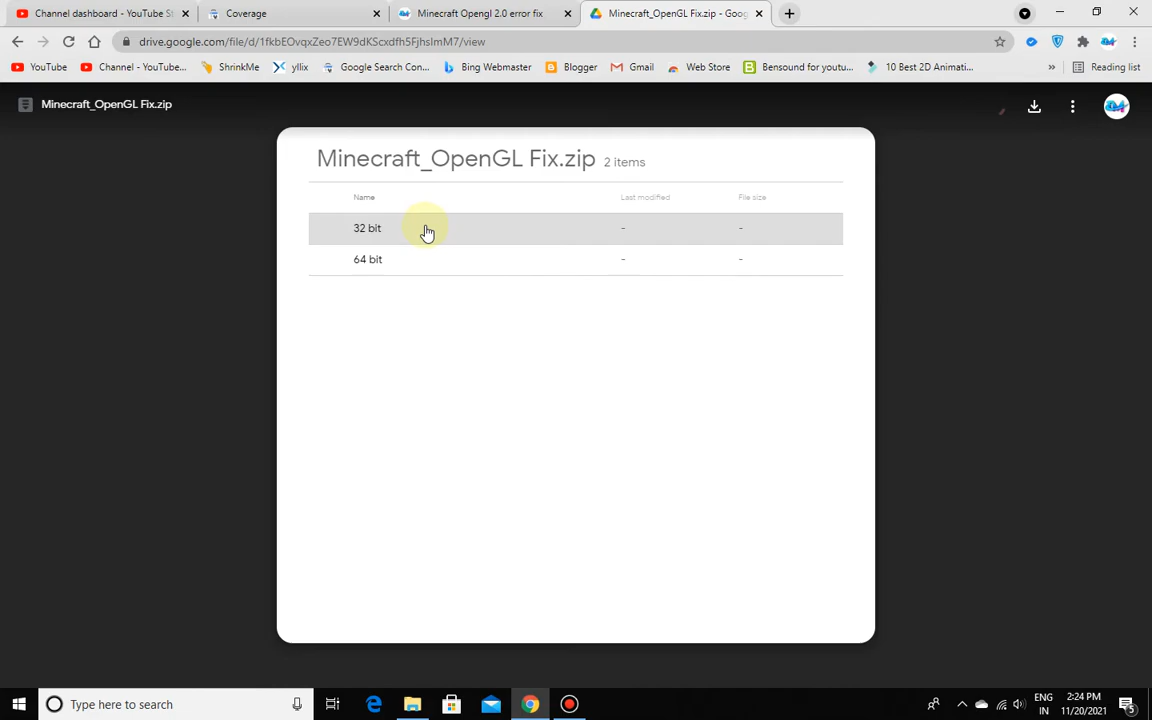 Channel dashboard - YouTube St
Coverage
Minecraft Opengl 2.0 error fix
Minecraft_OpenGL Fix.zip - Goog
drive.google.com/file/d/1fkbEOvqxZeo7EW9dKScxdfh5FjhsImM7/view
YouTube
Channel - YouTube...
ShrinkMe
yllix
Google Search Con...
Bing Webmaster
Blogger
Gmail
Web Store
Bensound for youtu...
10 Best 2D Animati...
»
Reading list
Minecraft_OpenGL Fix.zip
Minecraft_OpenGL Fix.zip 2 items
Name Last modified File size
32 bit - -
64 bit - -
Type here to search
ENG
IN
2:24 PM
11/20/2021
5